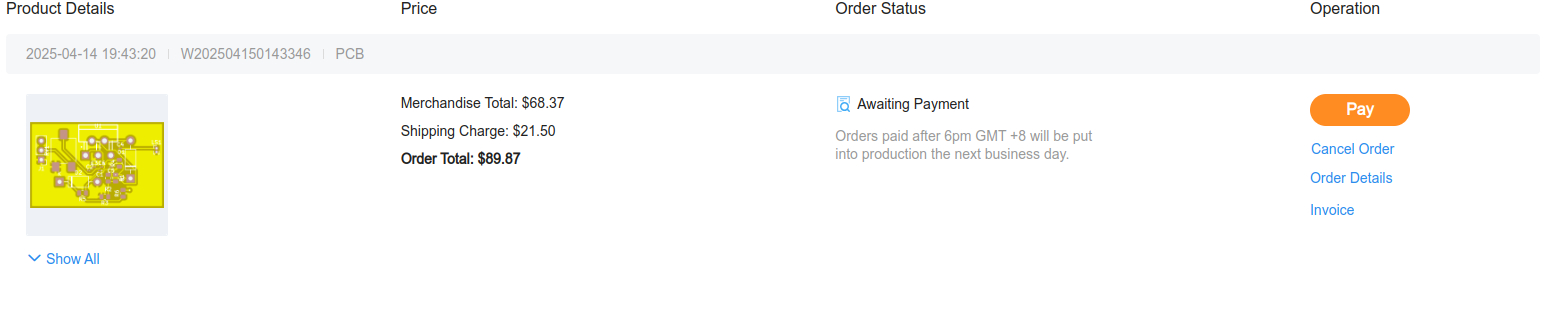 Product Details Price Order Status Operation
2025-04-14 19:43:20 W202504150143346 PCB
Merchandise Total: $68.37
Shipping Charge: $21.50
Order Total: $89.87
Awaiting Payment
Orders paid after 6pm GMT +8 will be put
into production the next business day.
Pay
Cancel Order
Order Details
Invoice
Show All